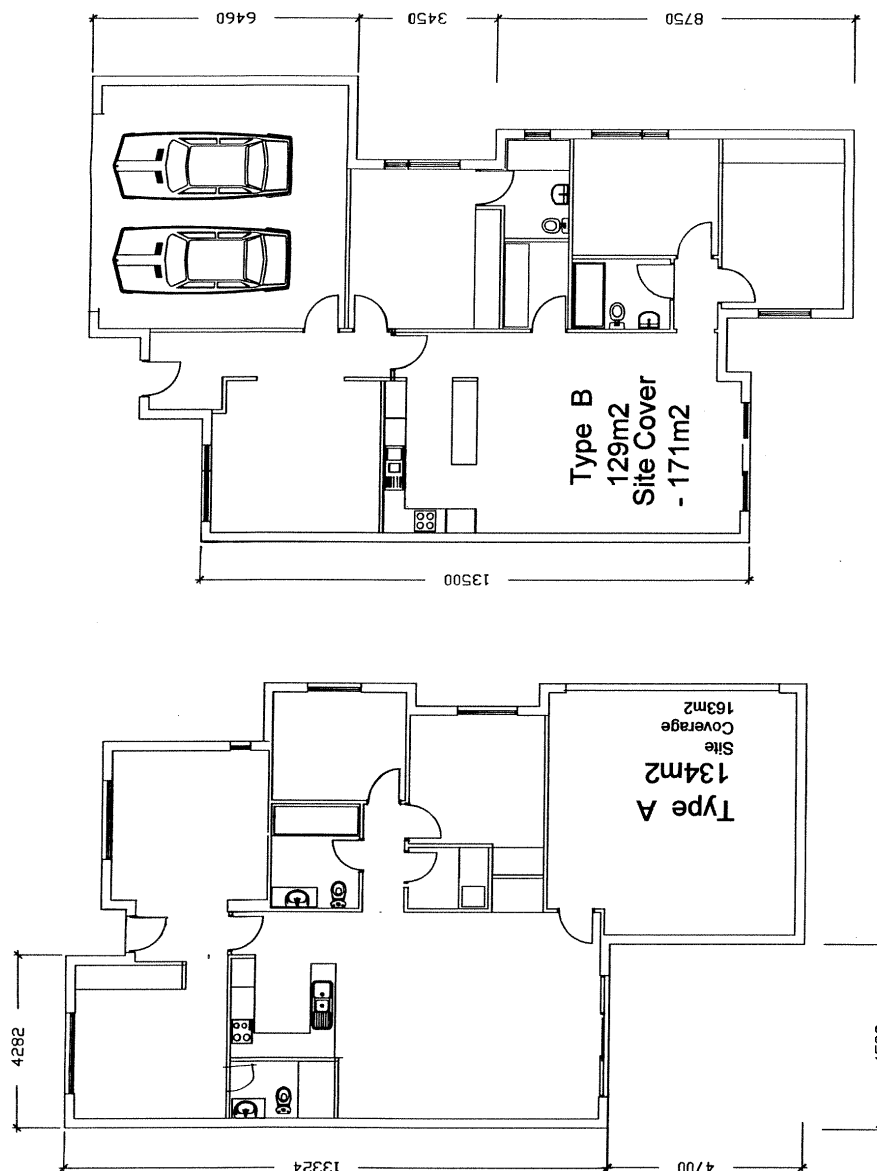 6460
3450
8750
Type B
129m2
Site Cover
- 171m2
13500
Type A
134m2
Site
Coverage
163m2
4282
13324
4700